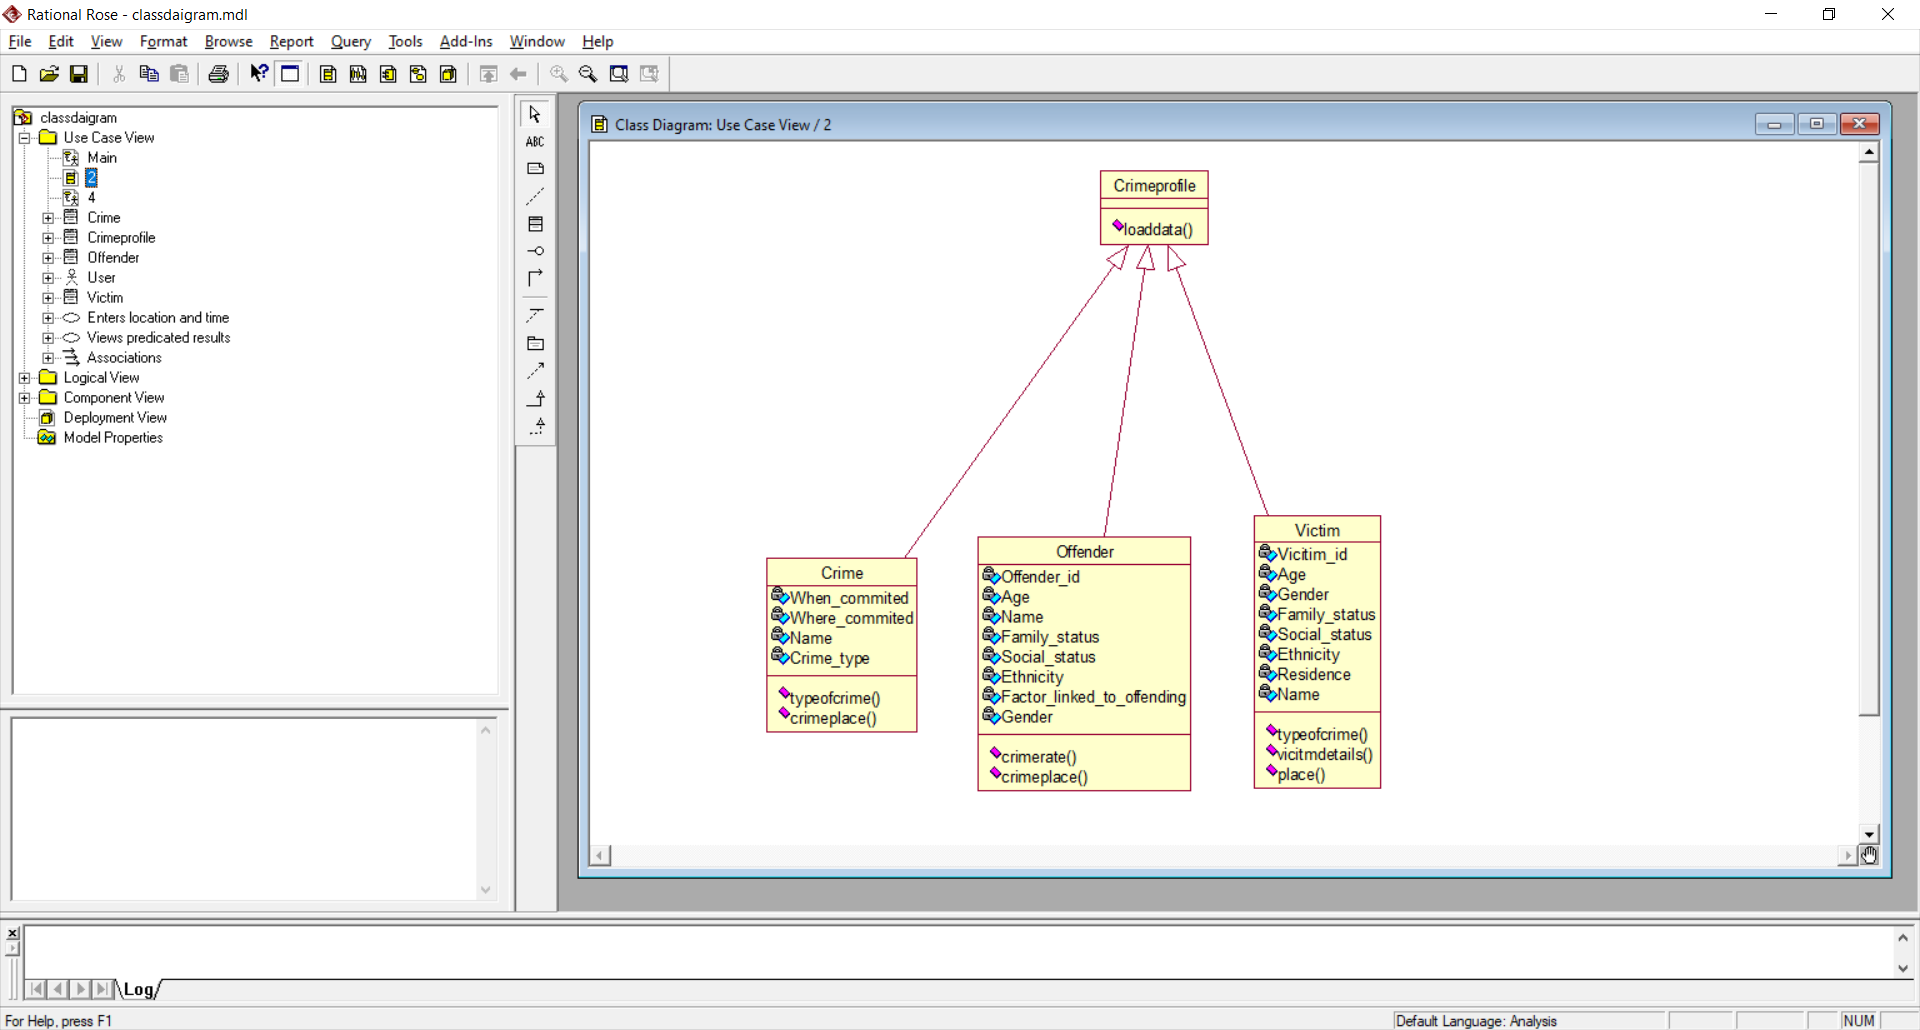 Rational Rose - classdaigram.mdl
File Edit View Format Browse Report Query Tools Add-Ins Window Help
classdaigram
Use Case View
Main
2
4
Crime
Crimeprofile
Offender
User
Victim
Enters location and time
Views predicated results
Associations
Logical View
Component View
Deployment View
Model Properties
ABC
Class Diagram: Use Case View / 2
Crimeprofile
loaddata()
Crime
When_commited
Where_commited
Name
Crime_type
typeofcrime()
crimeplace()
Offender
Offender_id
Age
Name
Family_status
Social_status
Ethnicity
Factor_linked_to_offending
Gender
crimerate()
crimeplace()
Victim
Vicitim_id
Age
Gender
Family_status
Social_status
Ethnicity
Residence
Name
typeofcrime()
vicitmdetails()
place()
Log
For Help, press F1
Default Language: Analysis
NUM